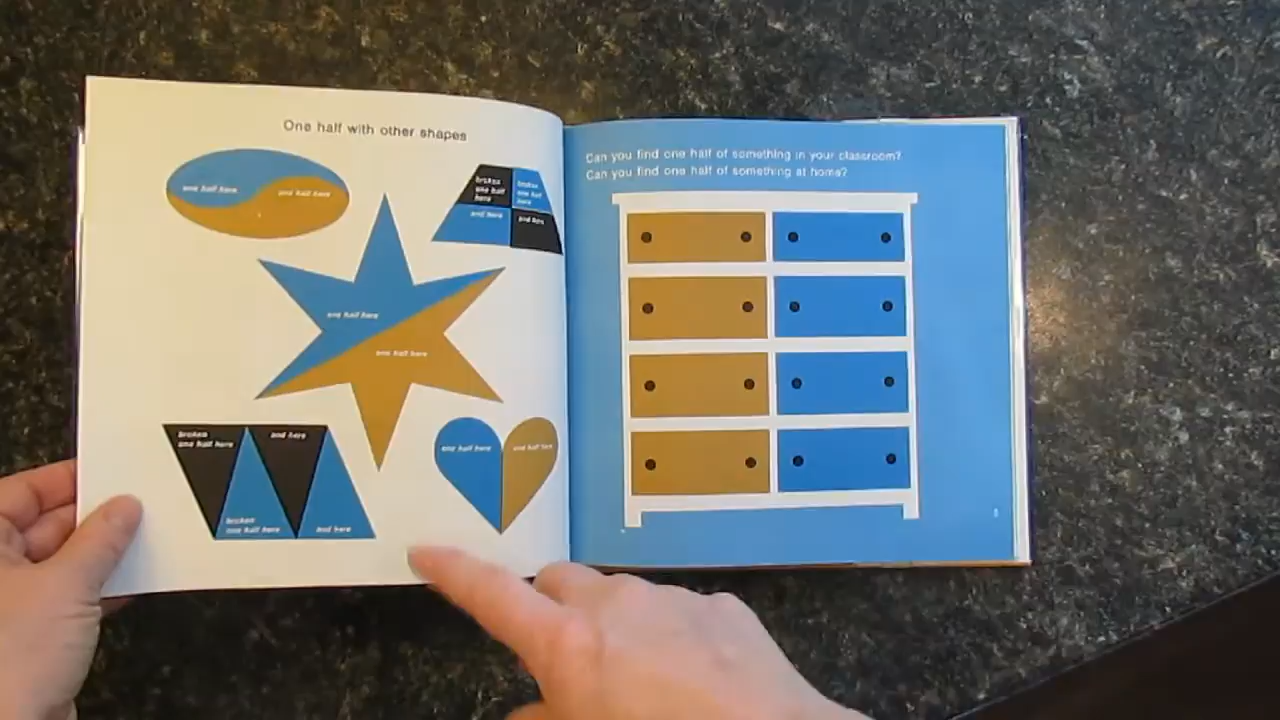 One half with other shapes
one half here
one half here
broken
one half
here
broken
one half
here
and here
and here
one half here
one half here
broken
one half here
and here
broken
one half here
and here
one half here
one half here
Can you find one half of something in your classroom?
Can you find one half of something at home?